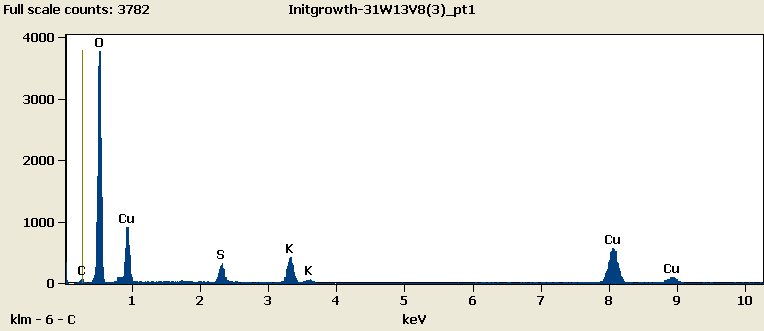 Full scale counts: 3782 Initgrowth-31W13V8(3)_pt1
4000
O
3000
2000
1000
Cu
S
K
K
C
Cu
Cu
0
1 2 3 4 5 6 7 8 9 10
klm - 6 - C keV